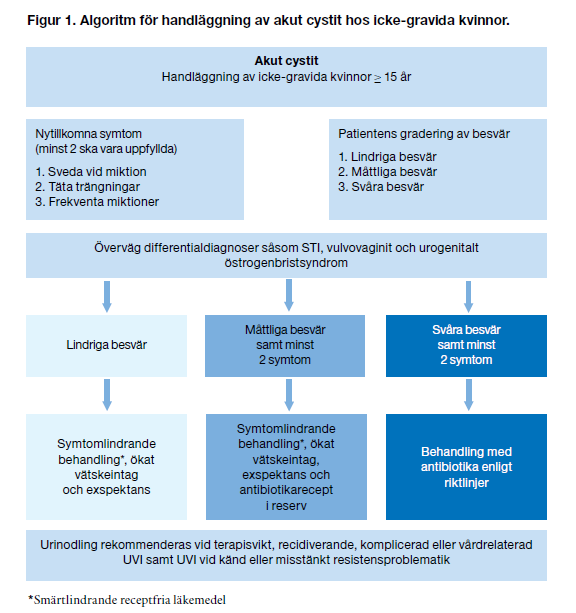 Figur 1. Algoritm för handläggning av akut cystit hos icke-gravida kvinnor.
Akut cystit
Handläggning av icke-gravida kvinnor ≥ 15 år
Nytillkomna symtom
(minst 2 ska vara uppfyllda)
1. Sveda vid miktion
2. Täta trängningar
3. Frekventa miktioner
Patientens gradering av besvär
1. Lindriga besvär
2. Måttliga besvär
3. Svåra besvär
Överväg differentialdiagnoser såsom STI, vulvovaginit och urogenitalt
östrogenbristsyndrom
Lindriga besvär
Måttliga besvär
samt minst
2 symtom
Svåra besvär
samt minst
2 symtom
Symtomlindrande
behandling*, ökat
vätskeintag
och exspektans
Symtomlindrande
behandling*, ökat
vätskeintag,
exspektans och
antibiotikarecept
i reserv
Behandling med
antibiotika enligt
riktlinjer
Urinodling rekommenderas vid terapisvikt, recidiverande, komplicerad eller vårdrelaterad
UVI samt UVI vid känd eller misstänkt resistensproblematik
*Smärtlindrande receptfria läkemedel